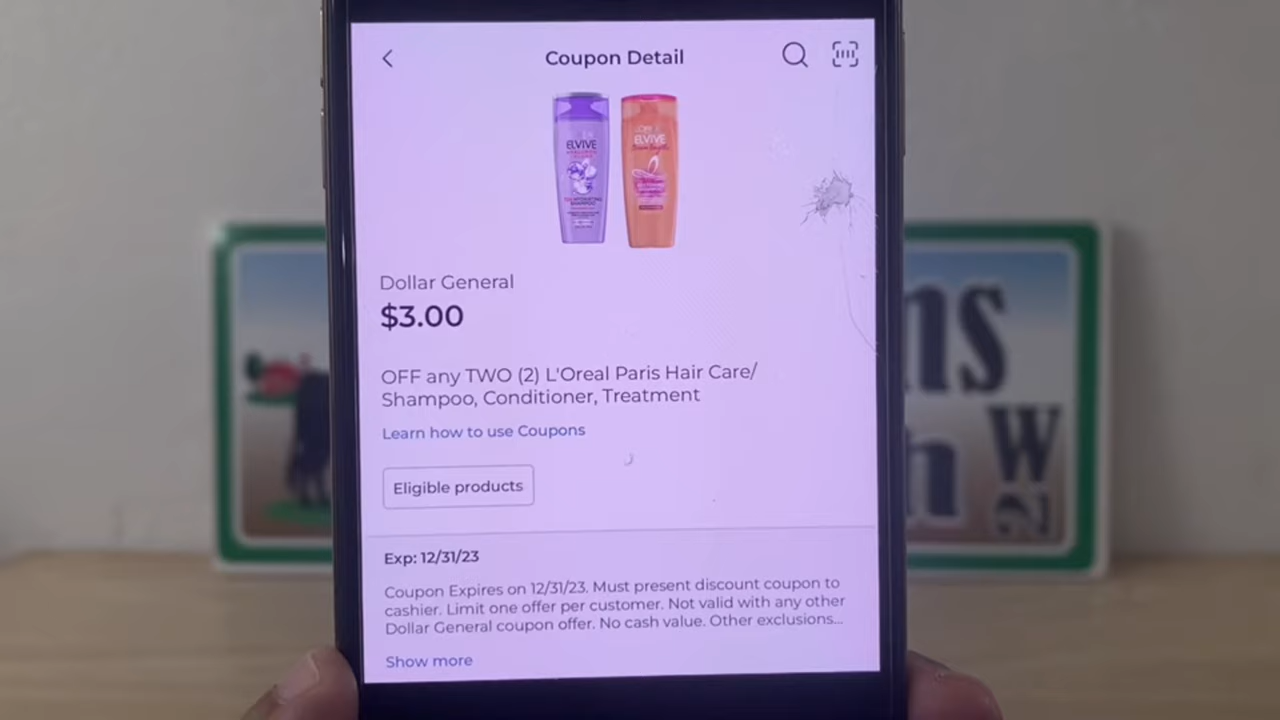 Coupon Detail
ELVIVE
ELVIVE
SHAMPOO
Dollar General
$3.00
OFF any TWO (2) L'Oreal Paris Hair Care/
Shampoo, Conditioner, Treatment
Learn how to use Coupons
Eligible products
Exp: 12/31/23
Coupon Expires on 12/31/23. Must present discount coupon to
cashier. Limit one offer per customer. Not valid with any other
Dollar General coupon offer. No cash value. Other exclusions...
Show more
ns
W
h